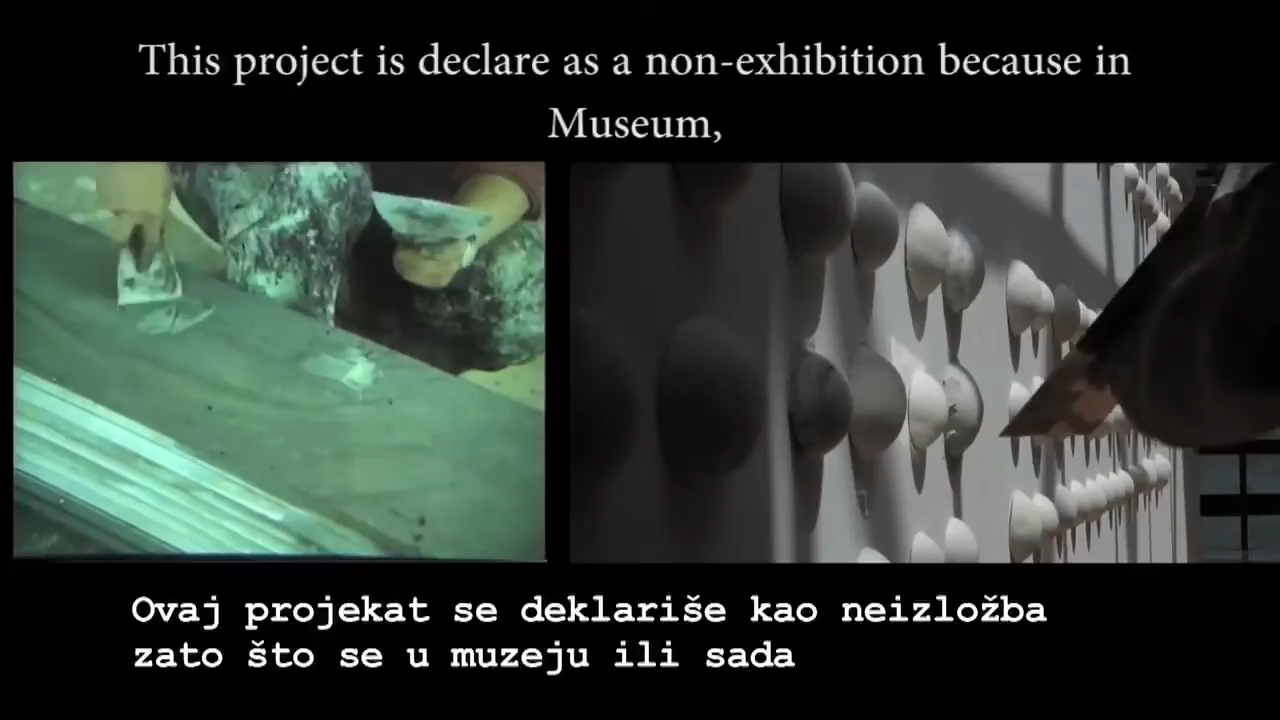 This project is declare as a non-exhibition because in
Museum,
Ovaj projekat se deklariše kao neizložba
zato što se u muzeju ili sada